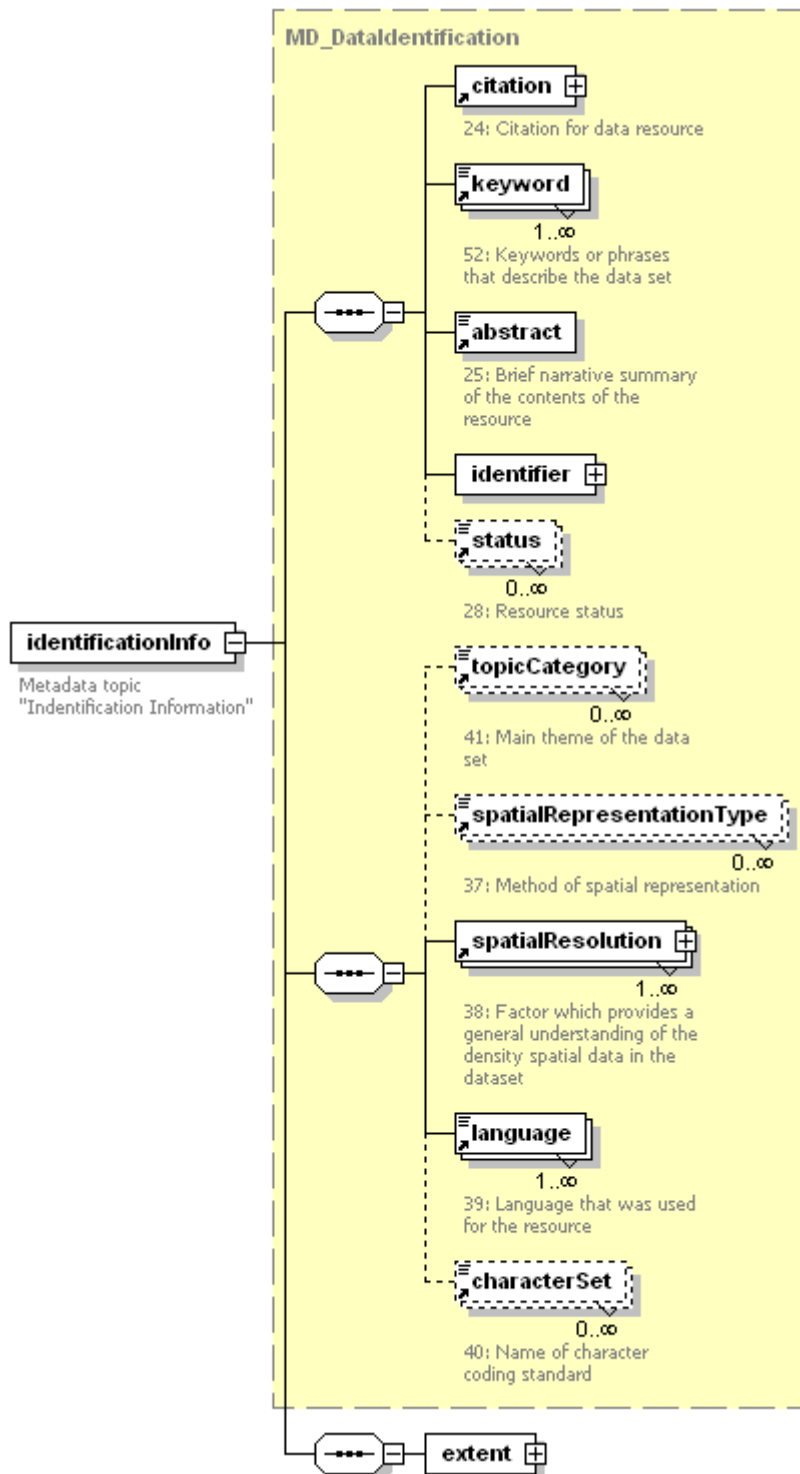 MD_DataIdentification
citation
24: Citation for data resource
keyword
1..∞
52: Keywords or phrases
that describe the data set
abstract
25: Brief narrative summary
of the contents of the
resource
identifier
status
0..∞
28: Resource status
identificationInfo
Metadata topic
"Indentification Information"
topicCategory
0..∞
41: Main theme of the data
set
spatialRepresentationType
0..∞
37: Method of spatial representation
spatialResolution
1..∞
38: Factor which provides a
general understanding of the
density spatial data in the
dataset
language
1..∞
39: Language that was used
for the resource
characterSet
0..∞
40: Name of character
coding standard
extent